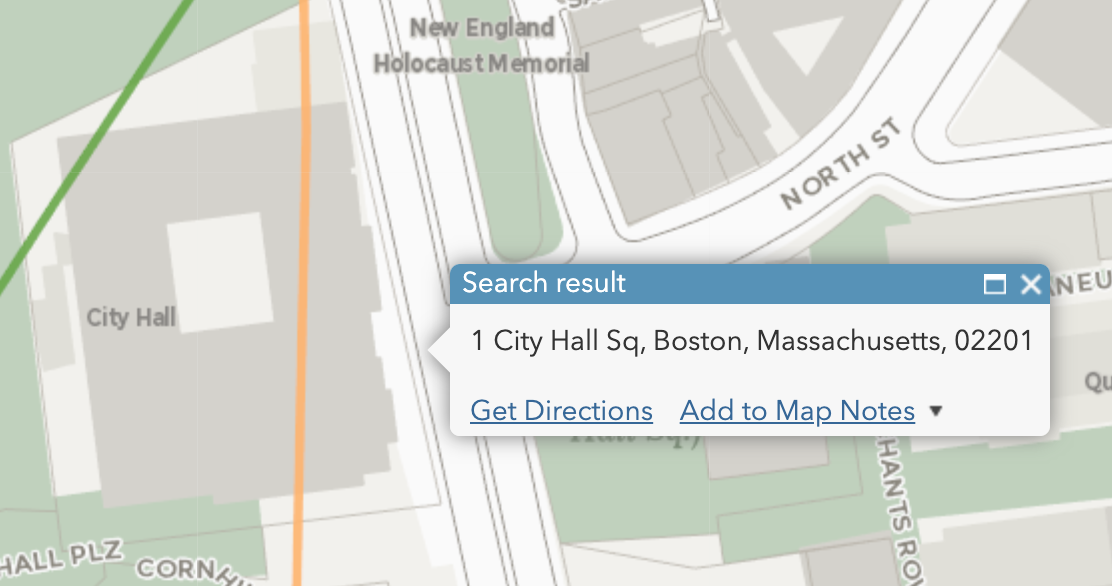 New England
Holocaust Memorial
NORTH ST
Search result
City Hall
1 City Hall Sq, Boston, Massachusetts, 02201
Get Directions Add to Map Notes
HALL PLZ